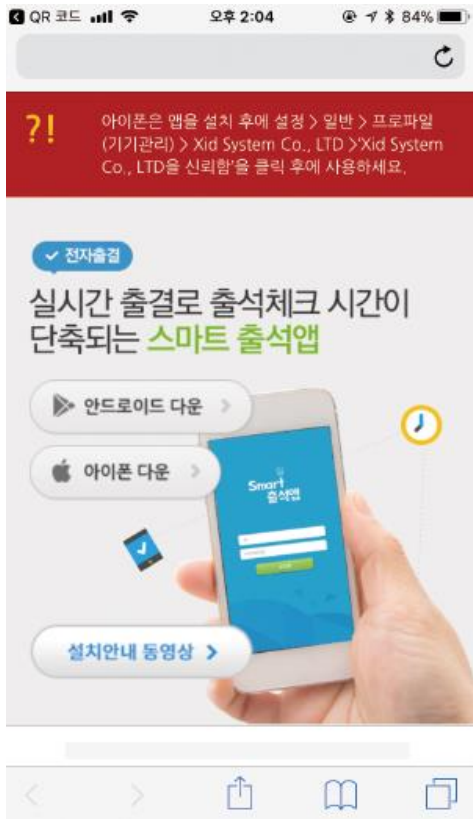 QR 코드
오후 2:04
84%
?!
아이폰은 앱을 설치 후에 설정 > 일반 > 프로파일
(기기관리) > Xid System Co., LTD >'Xid System
Co., LTD을 신뢰함'을 클릭 후에 사용하세요.
전자출결
실시간 출결로 출석체크 시간이
단축되는 스마트 출석앱
안드로이드 다운 >
아이폰 다운 >
Smart
출석앱
설치안내 동영상 >